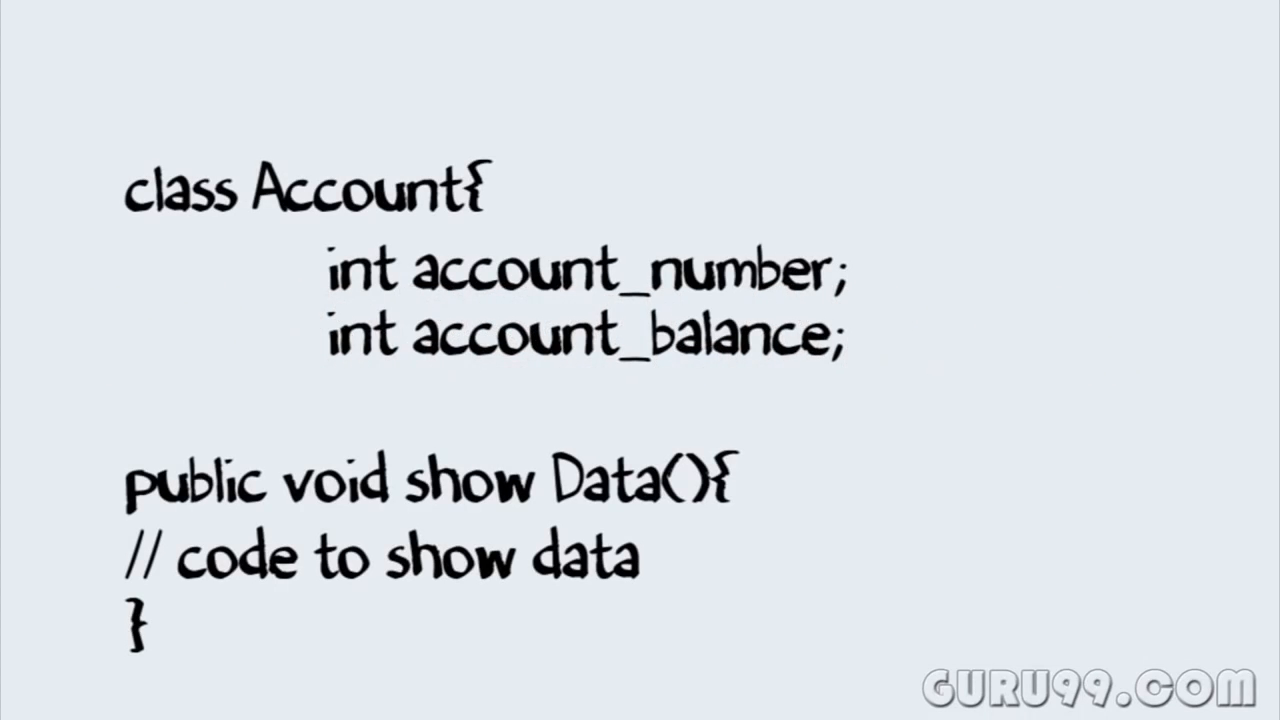 class Account{
int account_number;
int account_balance;
public void show Data(){
// code to show data
}
GURU99.COM